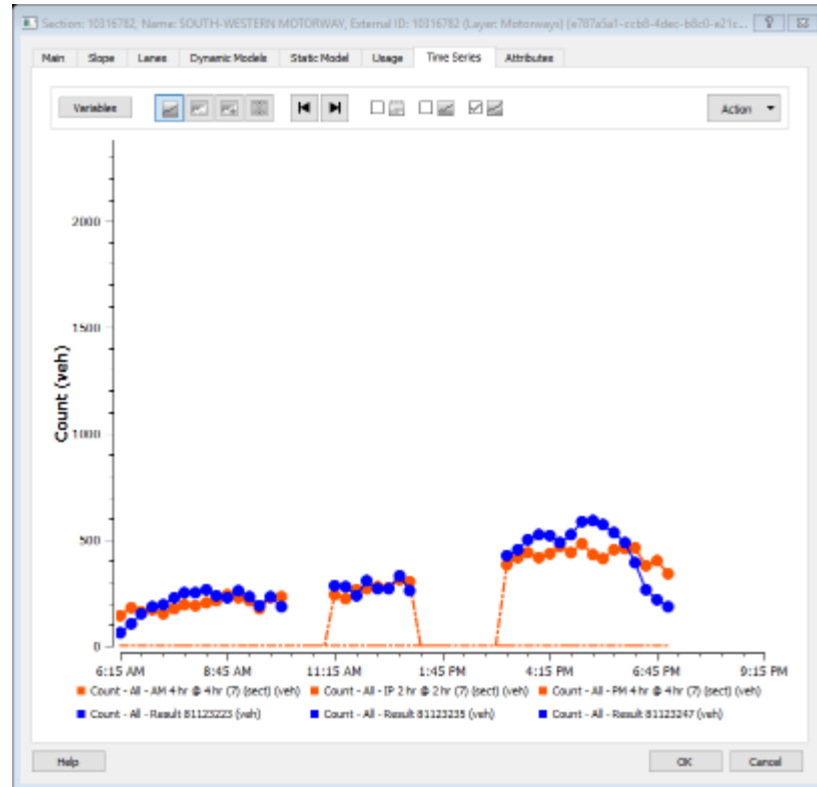 Section: 10316782, Name: SOUTH-WESTERN MOTORWAY, External ID: 10316782 (Layer: Motorways) {e787a5a1-ccb8-4dec-b8c0-e21c...
Main Slope Lanes Dynamic Models Static Model Usage Time Series Attributes
Variables Action
2000
1500
1000
500
0
Count (veh)
6:15 AM 8:45 AM 11:15 AM 1:45 PM 4:15 PM 6:45 PM 9:15 PM
Count - All - AM 4 hr @ 4 hr (7) (sect) (veh) Count - All - IP 2 hr @ 2 hr (7) (sect) (veh) Count - All - PM 4 hr @ 4 hr (7) (sect) (veh)
Count - All - Result 81123223 (veh) Count - All - Result 81123235 (veh) Count - All - Result 81123247 (veh)
Help OK Cancel